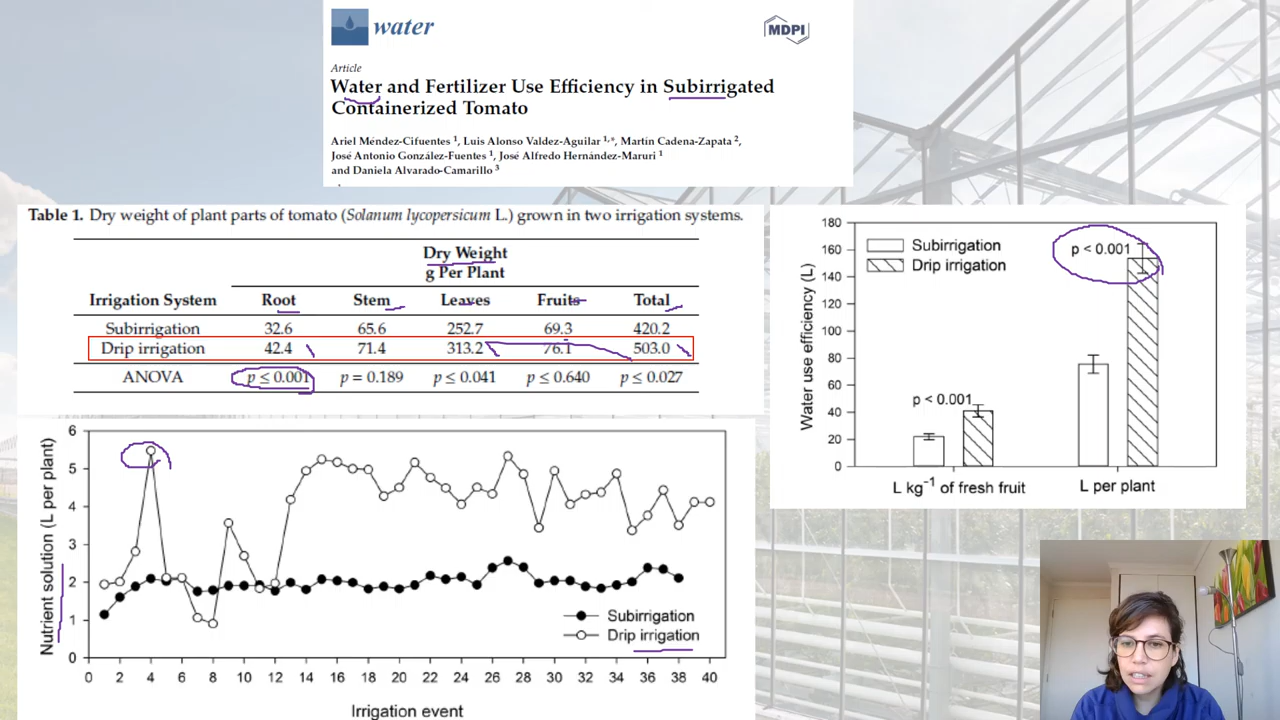 water
MDPI
Article
Water and Fertilizer Use Efficiency in Subirrigated
Containerized Tomato
Ariel Méndez-Cifuentes 1, Luis Alonso Valdez-Aguilar 1,*, Martín Cadena-Zapata 2,
José Antonio González-Fuentes 1, José Alfredo Hernández-Maruri 1
and Daniela Alvarado-Camarillo 3
Table 1. Dry weight of plant parts of tomato (Solanum lycopersicum L.) grown in two irrigation systems.
Dry Weight
g Per Plant
Irrigation System Root Stem Leaves Fruits Total
Subirrigation 32.6 65.6 252.7 69.3 420.2
Drip irrigation 42.4 71.4 313.2 76.1 503.0
ANOVA p ≤ 0.001 p = 0.189 p ≤ 0.041 p ≤ 0.640 p ≤ 0.027
180
160
140
120
100
80
60
40
20
0
Water use efficiency (L)
Subirrigation
Drip irrigation
p < 0.001
p < 0.001
L kg⁻¹ of fresh fruit
L per plant
6
5
4
3
2
1
0
Nutrient solution (L per plant)
Subirrigation
Drip irrigation
0 2 4 6 8 10 12 14 16 18 20 22 24 26 28 30 32 34 36 38 40
Irrigation event